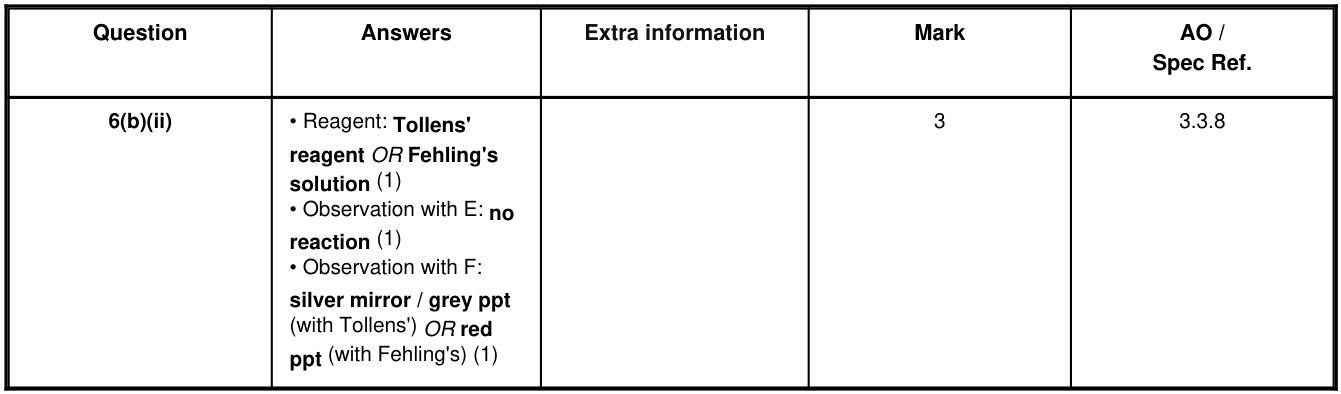 Question Answers Extra information Mark AO /
Spec Ref.
6(b)(ii) • Reagent: Tollens' 3 3.3.8
reagent OR Fehling's
solution (1)
• Observation with E: no
reaction (1)
• Observation with F:
silver mirror / grey ppt
(with Tollens') OR red
ppt (with Fehling's) (1)